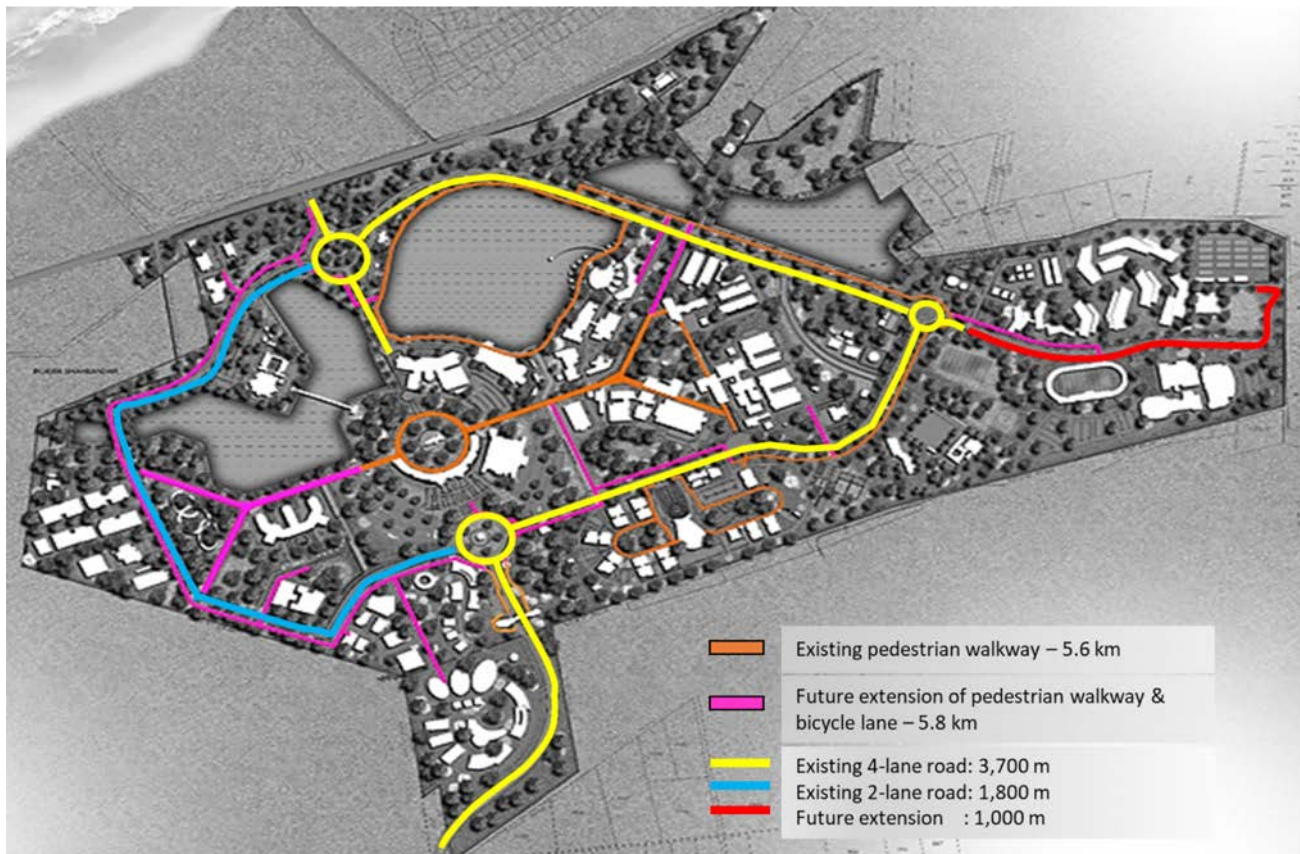 Existing pedestrian walkway – 5.6 km
Future extension of pedestrian walkway &
bicycle lane – 5.8 km
Existing 4-lane road: 3,700 m
Existing 2-lane road: 1,800 m
Future extension : 1,000 m